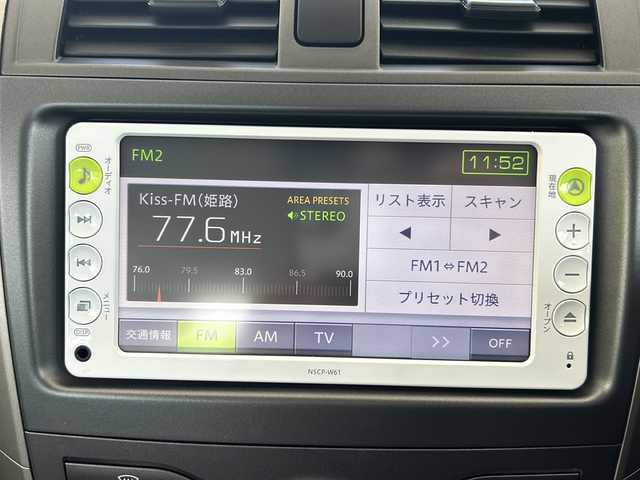 PWR
オーディオ
メニュー
DISP
FM2
11:52
Kiss-FM(姫路)
AREA PRESETS
STEREO
77.6 MHz
76.0 79.5 83.0 86.5 90.0
リスト表示 スキャン
◀ ▶
FM1⇔FM2
プリセット切換
交通情報 FM AM TV >> OFF
現在地
+
−
オープン
NSCP-W61